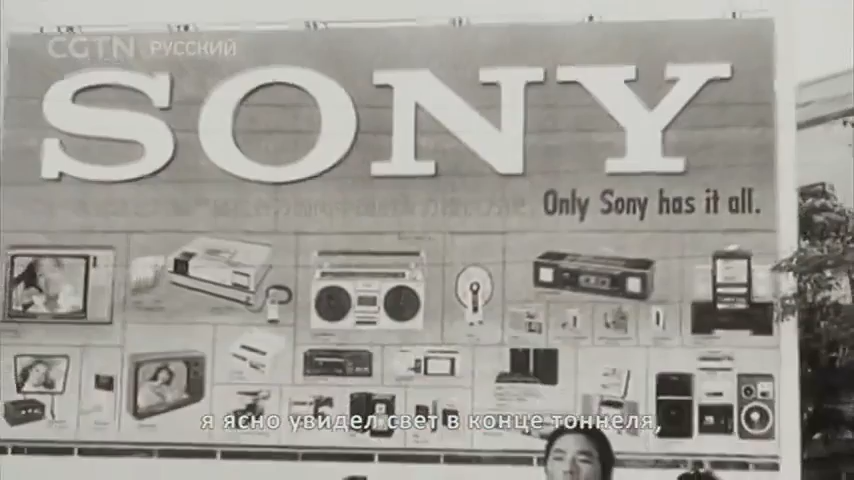 CGTN РУССКИЙ
SONY
Only Sony has it all.
я ясно увидел свет в конце тоннеля,